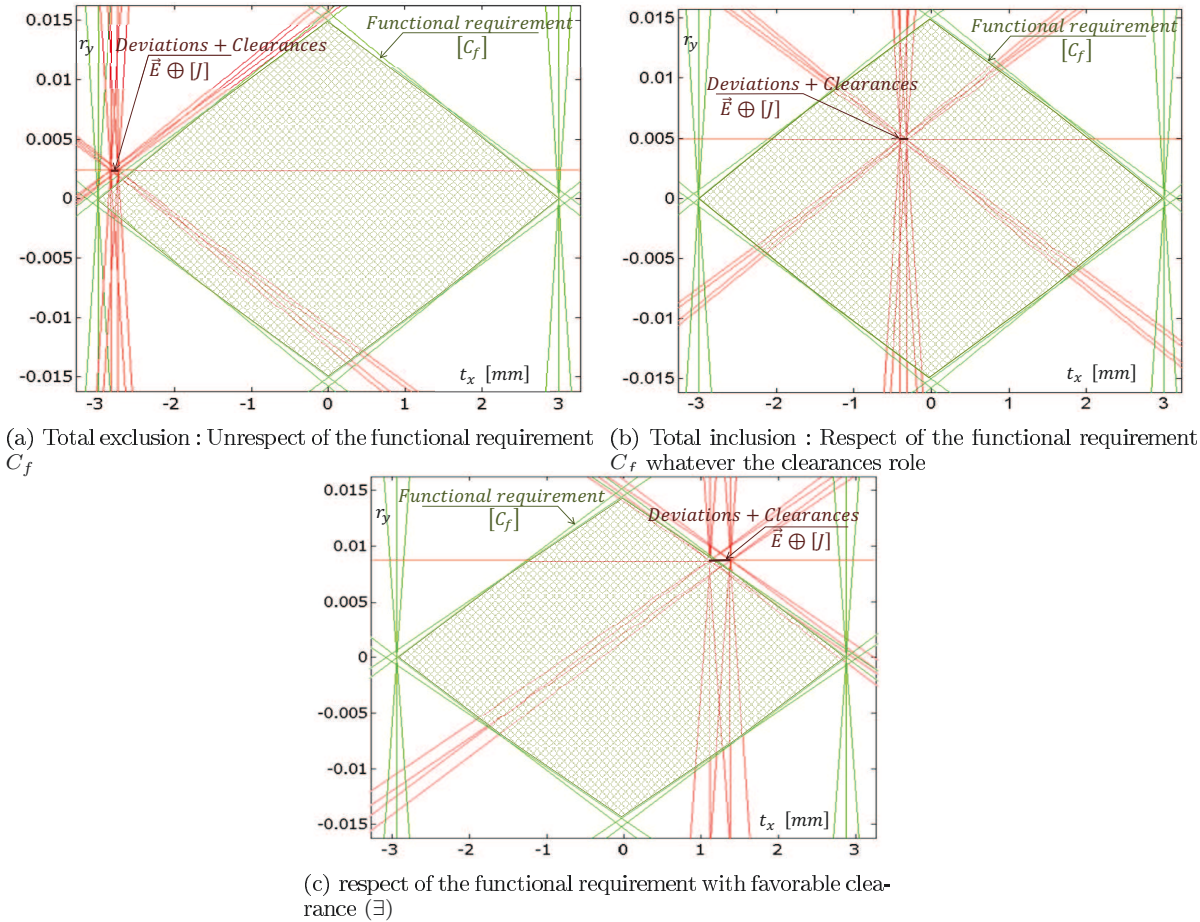 0.015
0.01
0.005
0
-0.005
-0.01
-0.015
r_y
Deviations + Clearances
E⃗ ⊕ [J]
Functional requirement
[C_f]
t_x [mm]
-3 -2 -1 0 1 2 3
0.015
0.01
0.005
0
-0.005
-0.01
-0.015
r_y
Functional requirement
[C_f]
Deviations + Clearances
E⃗ ⊕ [J]
t_x [mm]
-3 -2 -1 0 1 2 3
(a) Total exclusion : Unrespect of the functional requirement
C_f
(b) Total inclusion : Respect of the functional requirement
C_f whatever the clearances role
0.015
0.01
0.005
0
-0.005
-0.01
-0.015
r_y
Functional requirement
[C_f]
Deviations + Clearances
E⃗ ⊕ [J]
t_x [mm]
-3 -2 -1 0 1 2 3
(c) respect of the functional requirement with favorable clea-
rance (∃)